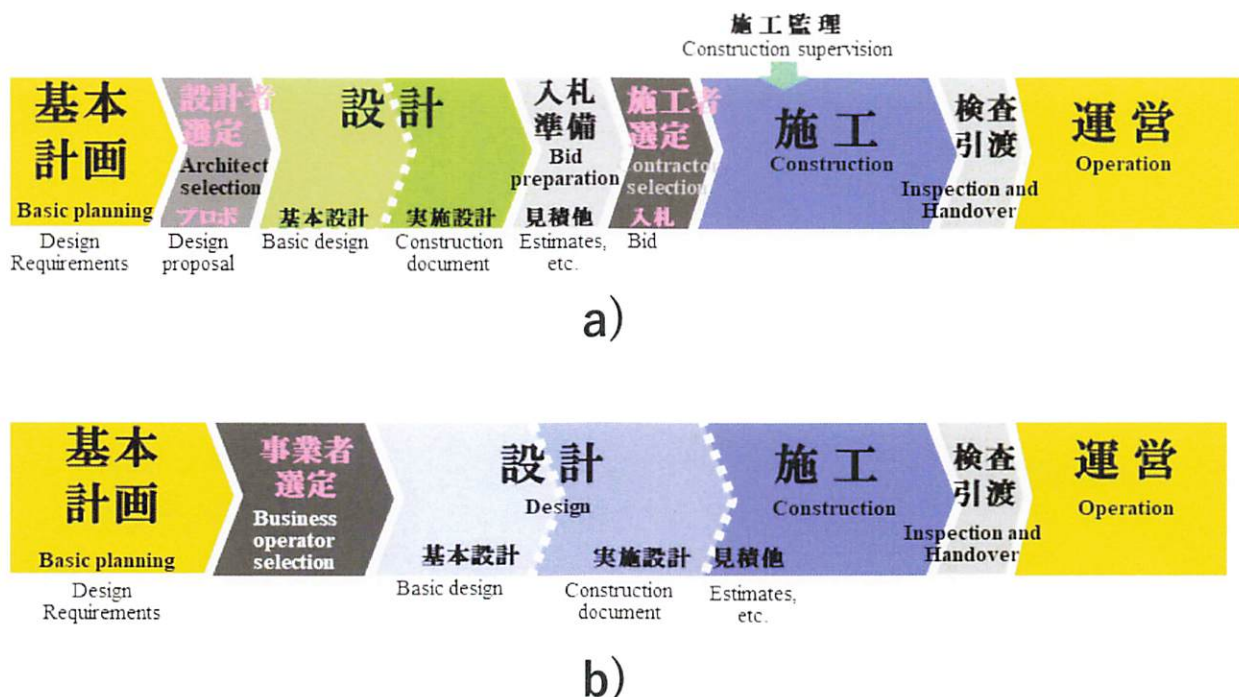 施工監理
Construction supervision
基本
計画
Basic planning
Design
Requirements
設計者
選定
Architect
selection
プロポ
Design
proposal
設計
基本設計
Basic design
実施設計
Construction
document
入札
準備
Bid
preparation
見積他
Estimates,
etc.
施工者
選定
Contractor
selection
入札
Bid
施工
Construction
検査
引渡
Inspection and
Handover
運営
Operation
a)
基本
計画
Basic planning
Design
Requirements
事業者
選定
Business
operator
selection
設計
Design
基本設計
Basic design
実施設計
Construction
document
見積他
Estimates,
etc.
施工
Construction
検査
引渡
Inspection and
Handover
運営
Operation
b)